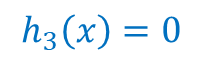 h₃(x) = 0